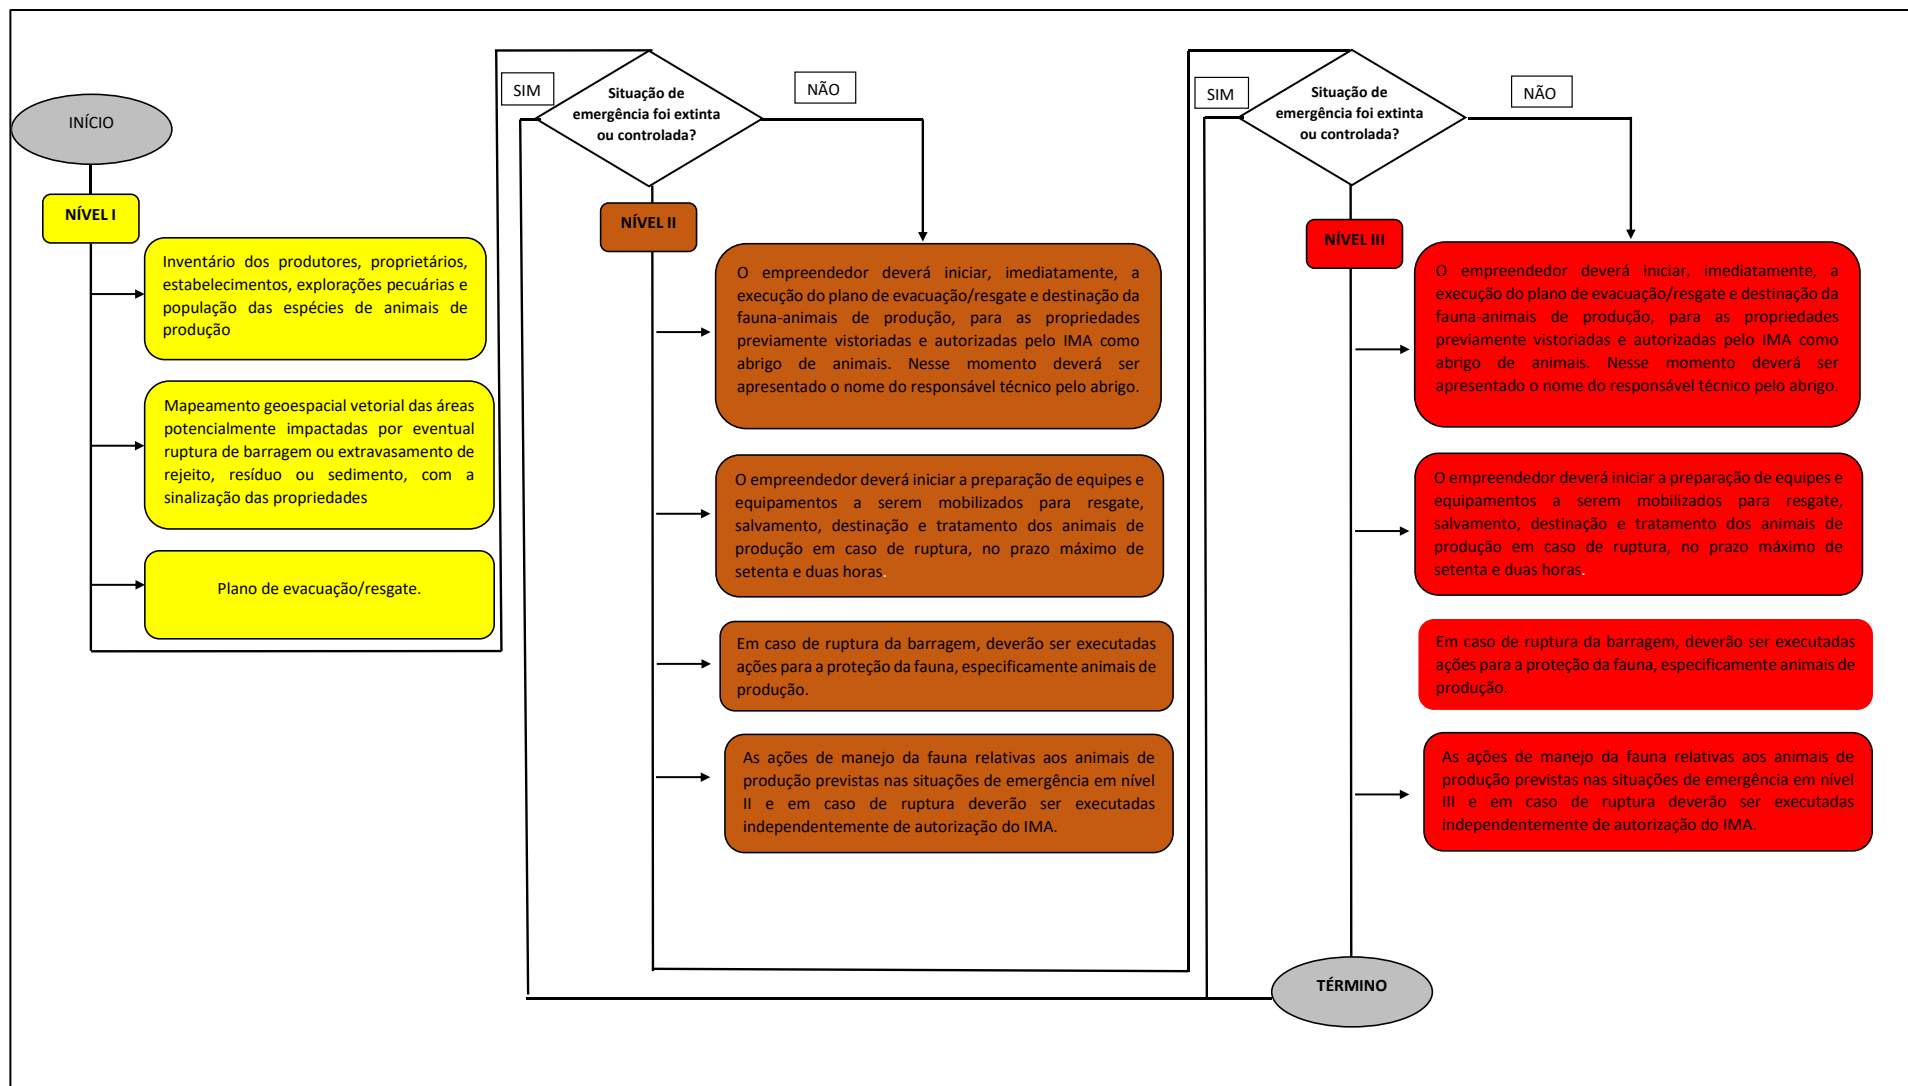 INÍCIO
NÍVEL I
Inventário dos produtores, proprietários,
estabelecimentos, explorações pecuárias e
população das espécies de animais de
produção
Mapeamento geoespacial vetorial das áreas
potencialmente impactadas por eventual
ruptura de barragem ou extravasamento de
rejeito, resíduo ou sedimento, com a
sinalização das propriedades
Plano de evacuação/resgate.
SIM
Situação de
emergência foi extinta
ou controlada?
NÃO
NÍVEL II
O empreendedor deverá iniciar, imediatamente, a
execução do plano de evacuação/resgate e destinação da
fauna-animais de produção, para as propriedades
previamente vistoriadas e autorizadas pelo IMA como
abrigo de animais. Nesse momento deverá ser
apresentado o nome do responsável técnico pelo abrigo.
O empreendedor deverá iniciar a preparação de equipes e
equipamentos a serem mobilizados para resgate,
salvamento, destinação e tratamento dos animais de
produção em caso de ruptura, no prazo máximo de
setenta e duas horas.
Em caso de ruptura da barragem, deverão ser executadas
ações para a proteção da fauna, especificamente animais de
produção.
As ações de manejo da fauna relativas aos animais de
produção previstas nas situações de emergência em nível
II e em caso de ruptura deverão ser executadas
independentemente de autorização do IMA.
SIM
Situação de
emergência foi extinta
ou controlada?
NÃO
NÍVEL III
O empreendedor deverá iniciar, imediatamente, a
execução do plano de evacuação/resgate e destinação da
fauna-animais de produção, para as propriedades
previamente vistoriadas e autorizadas pelo IMA como
abrigo de animais. Nesse momento deverá ser
apresentado o nome do responsável técnico pelo abrigo.
O empreendedor deverá iniciar a preparação de equipes e
equipamentos a serem mobilizados para resgate,
salvamento, destinação e tratamento dos animais de
produção em caso de ruptura, no prazo máximo de
setenta e duas horas.
Em caso de ruptura da barragem, deverão ser executadas
ações para a proteção da fauna, especificamente animais de
produção.
As ações de manejo da fauna relativas aos animais de
produção previstas nas situações de emergência em nível
III e em caso de ruptura deverão ser executadas
independentemente de autorização do IMA.
TÉRMINO